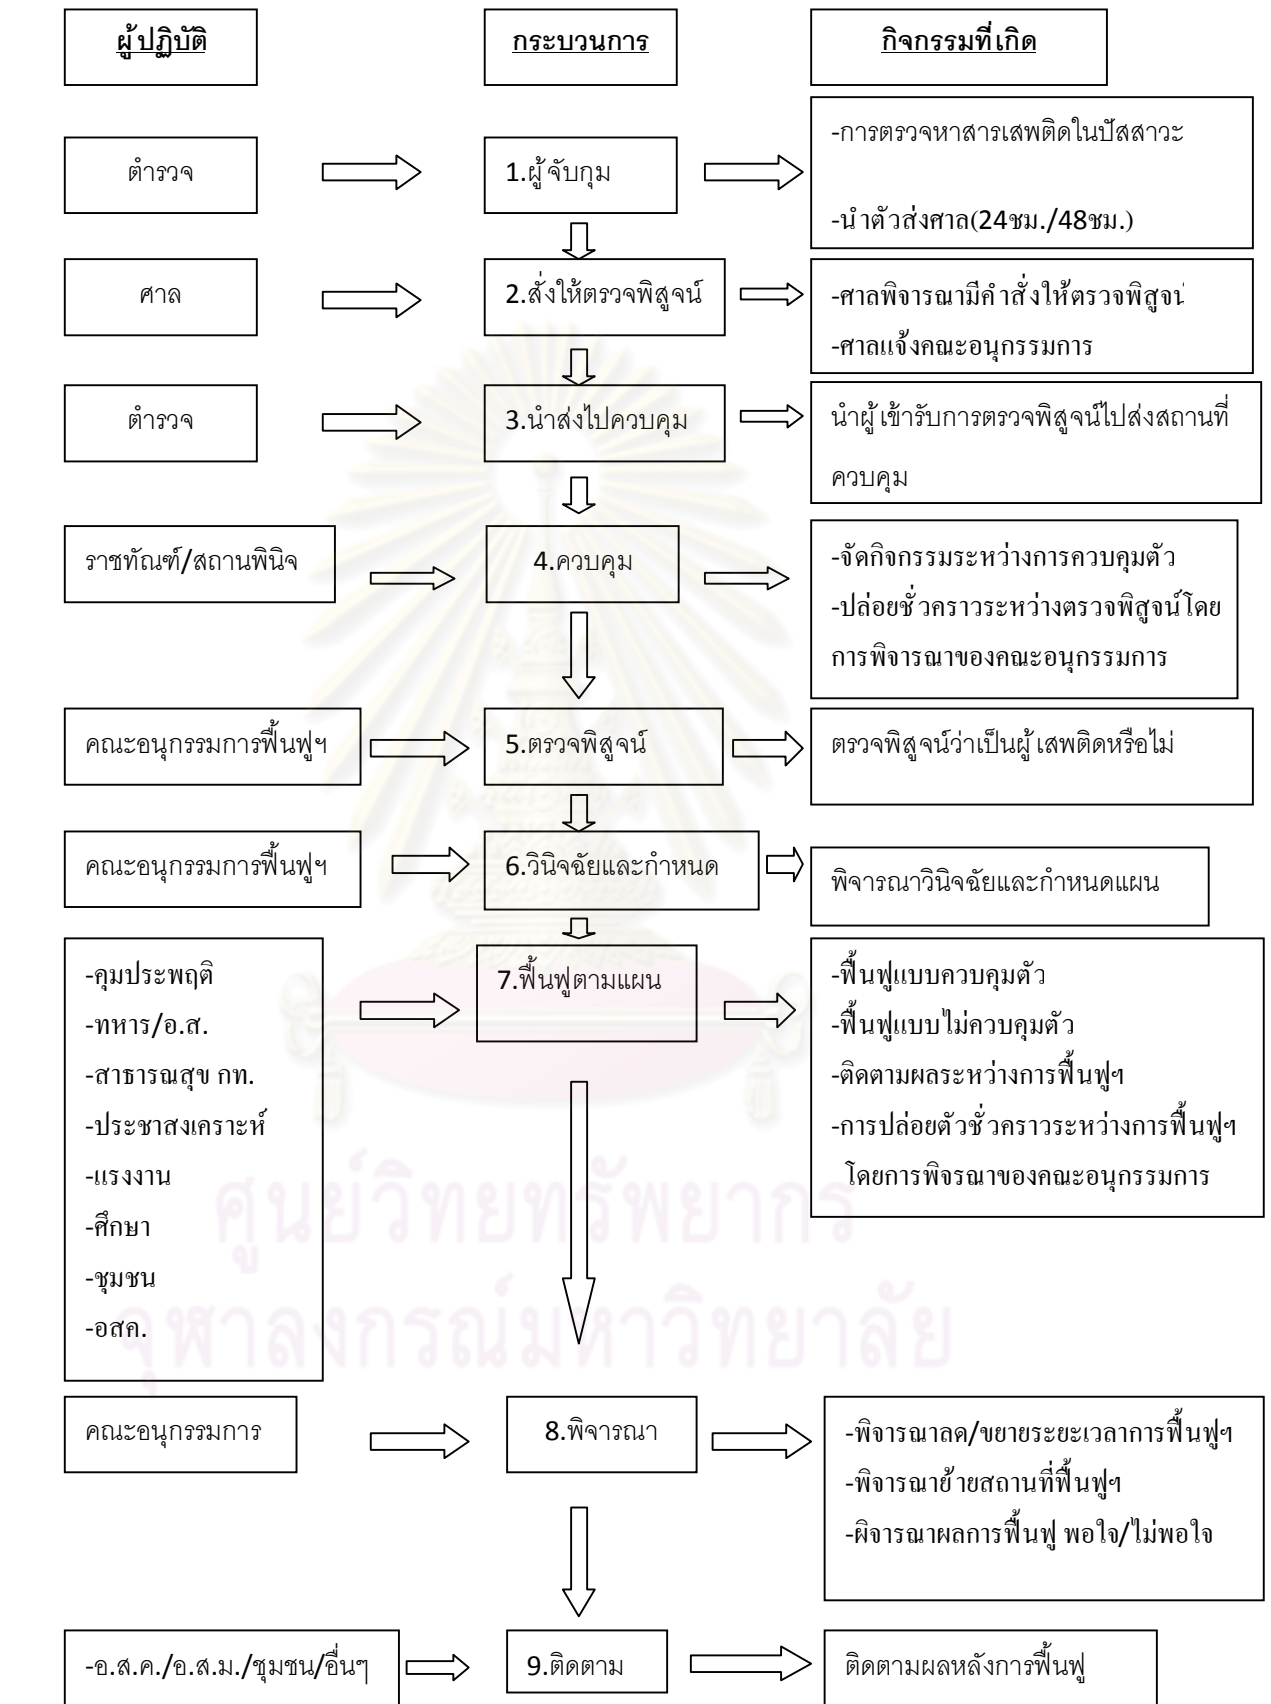 ผู้ปฏิบัติ
กระบวนการ
กิจกรรมที่เกิด
ตำรวจ
1.ผู้จับกุม
-การตรวจหาสารเสพติดในปัสสาวะ
-นำตัวส่งศาล(24ชม./48ชม.)
ศาล
2.สั่งให้ตรวจพิสูจน์
-ศาลพิจารณามีคำสั่งให้ตรวจพิสูจน์
-ศาลแจ้งคณะอนุกรรมการ
ตำรวจ
3.นำส่งไปควบคุม
นำผู้เข้ารับการตรวจพิสูจน์ไปส่งสถานที่
ควบคุม
ราชทัณฑ์/สถานพินิจ
4.ควบคุม
-จัดกิจกรรมระหว่างการควบคุมตัว
-ปล่อยชั่วคราวระหว่างตรวจพิสูจน์โดย
การพิจารณาของคณะอนุกรรมการ
คณะอนุกรรมการฟื้นฟูฯ
5.ตรวจพิสูจน์
ตรวจพิสูจน์ว่าเป็นผู้เสพติดหรือไม่
คณะอนุกรรมการฟื้นฟูฯ
6.วินิจฉัยและกำหนด
พิจารณาวินิจฉัยและกำหนดแผน
-คุมประพฤติ
-ทหาร/อ.ส.
-สาธารณสุข กท.
-ประชาสงเคราะห์
-แรงงาน
-ศึกษา
-ชุมชน
-อสค.
7.ฟื้นฟูตามแผน
-ฟื้นฟูแบบควบคุมตัว
-ฟื้นฟูแบบไม่ควบคุมตัว
-ติดตามผลระหว่างการฟื้นฟูฯ
-การปล่อยตัวชั่วคราวระหว่างการฟื้นฟูฯ
โดยการพิจรณาของคณะอนุกรรมการ
ศูนย์วิทยทรัพยากร
จุฬาลงกรณ์มหาวิทยาลัย
คณะอนุกรรมการ
8.พิจารณา
-พิจารณาลด/ขยายระยะเวลาการฟื้นฟูฯ
-พิจารณาย้ายสถานที่ฟื้นฟูฯ
-ผิจารณาผลการฟื้นฟู พอใจ/ไม่พอใจ
-อ.ส.ค./อ.ส.ม./ชุมชน/อื่นๆ
9.ติดตาม
ติดตามผลหลังการฟื้นฟู